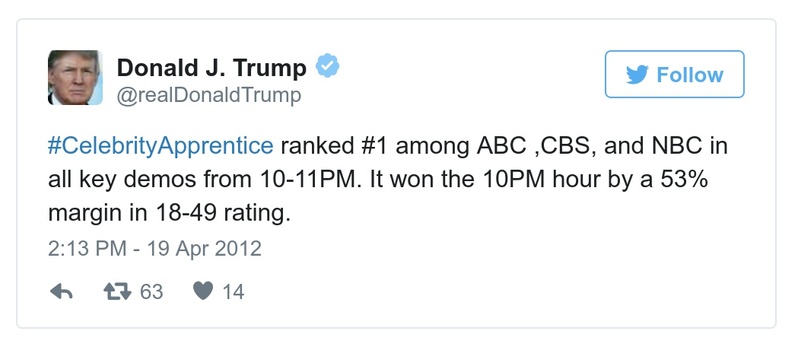 Donald J. Trump
@realDonaldTrump
Follow
#CelebrityApprentice ranked #1 among ABC ,CBS, and NBC in
all key demos from 10-11PM. It won the 10PM hour by a 53%
margin in 18-49 rating.
2:13 PM - 19 Apr 2012
63 14